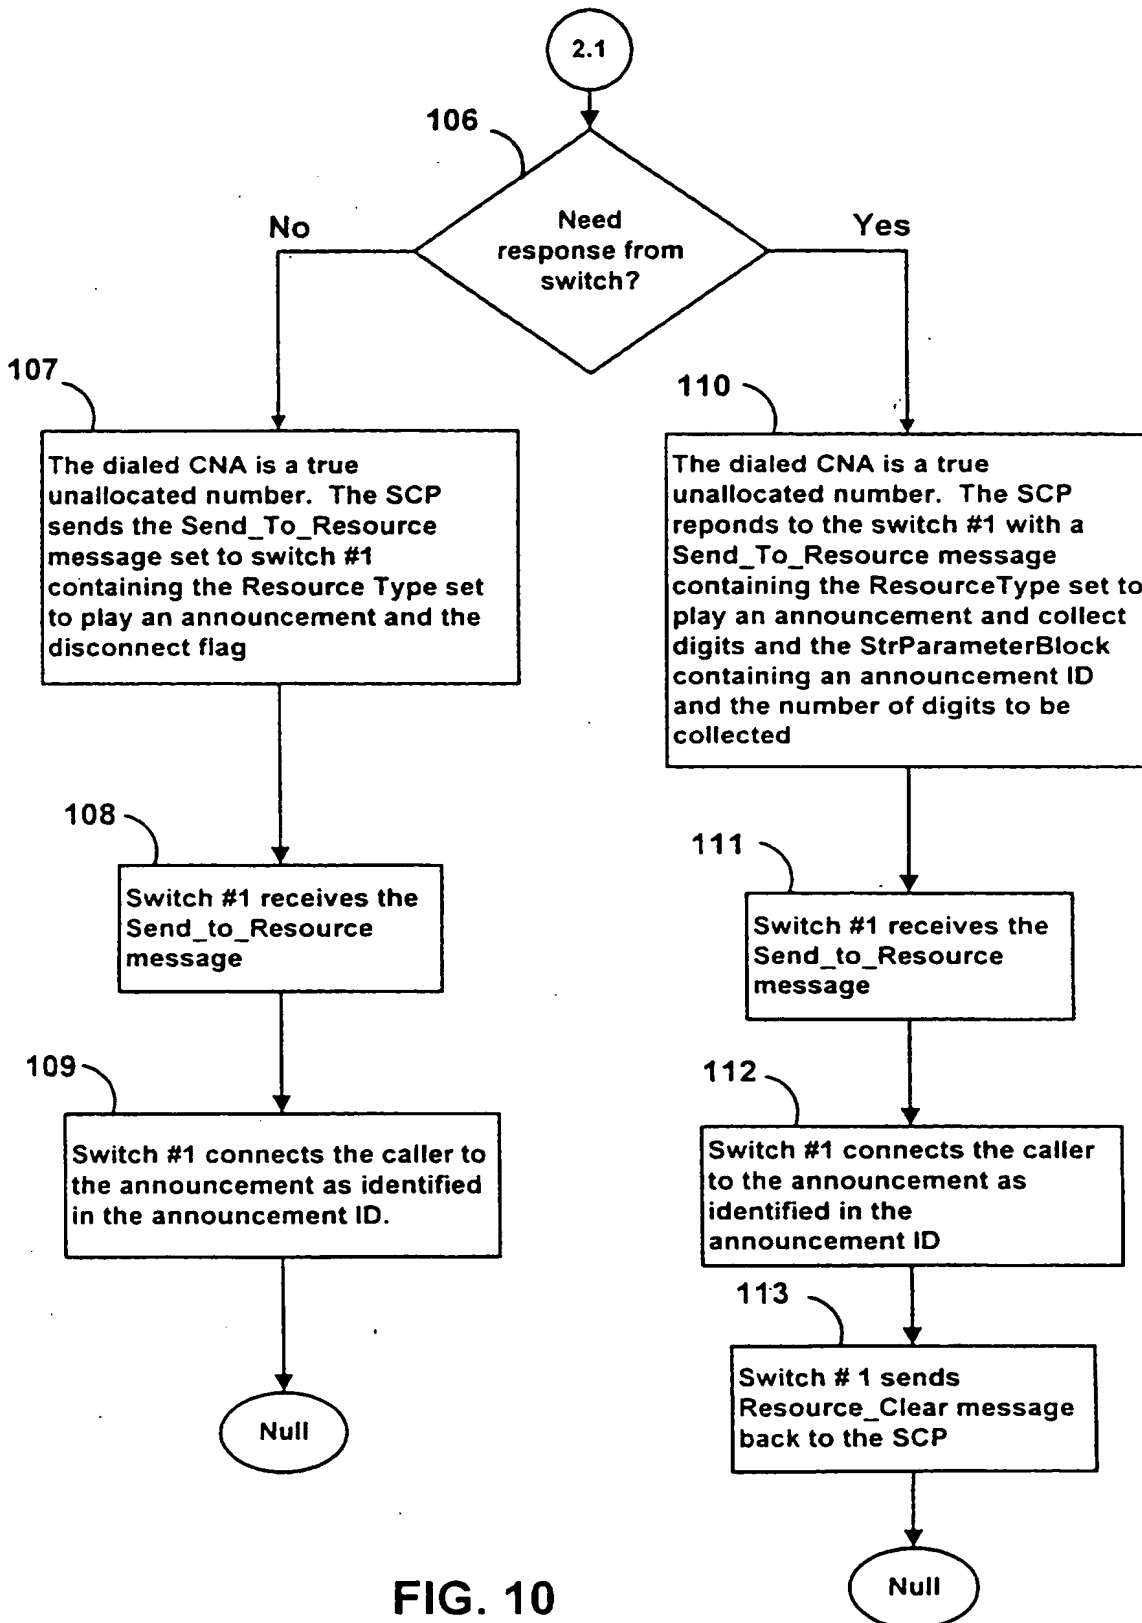 2.1
106
Need
response from
switch?
No
Yes
107
The dialed CNA is a true
unallocated number. The SCP
sends the Send_To_Resource
message set to switch #1
containing the Resource Type set
to play an announcement and the
disconnect flag
108
Switch #1 receives the
Send_to_Resource
message
109
Switch #1 connects the caller to
the announcement as identified
in the announcement ID.
Null
110
The dialed CNA is a true
unallocated number. The SCP
reponds to the switch #1 with a
Send_To_Resource message
containing the ResourceType set to
play an announcement and collect
digits and the StrParameterBlock
containing an announcement ID
and the number of digits to be
collected
111
Switch #1 receives the
Send_to_Resource
message
112
Switch #1 connects the caller
to the announcement as
identified in the
announcement ID
113
Switch # 1 sends
Resource_Clear message
back to the SCP
Null
FIG. 10